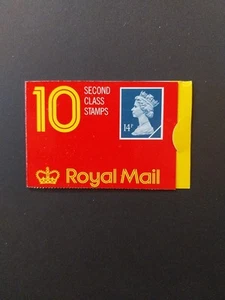 10
SECOND
CLASS
STAMPS
14P
Royal Mail